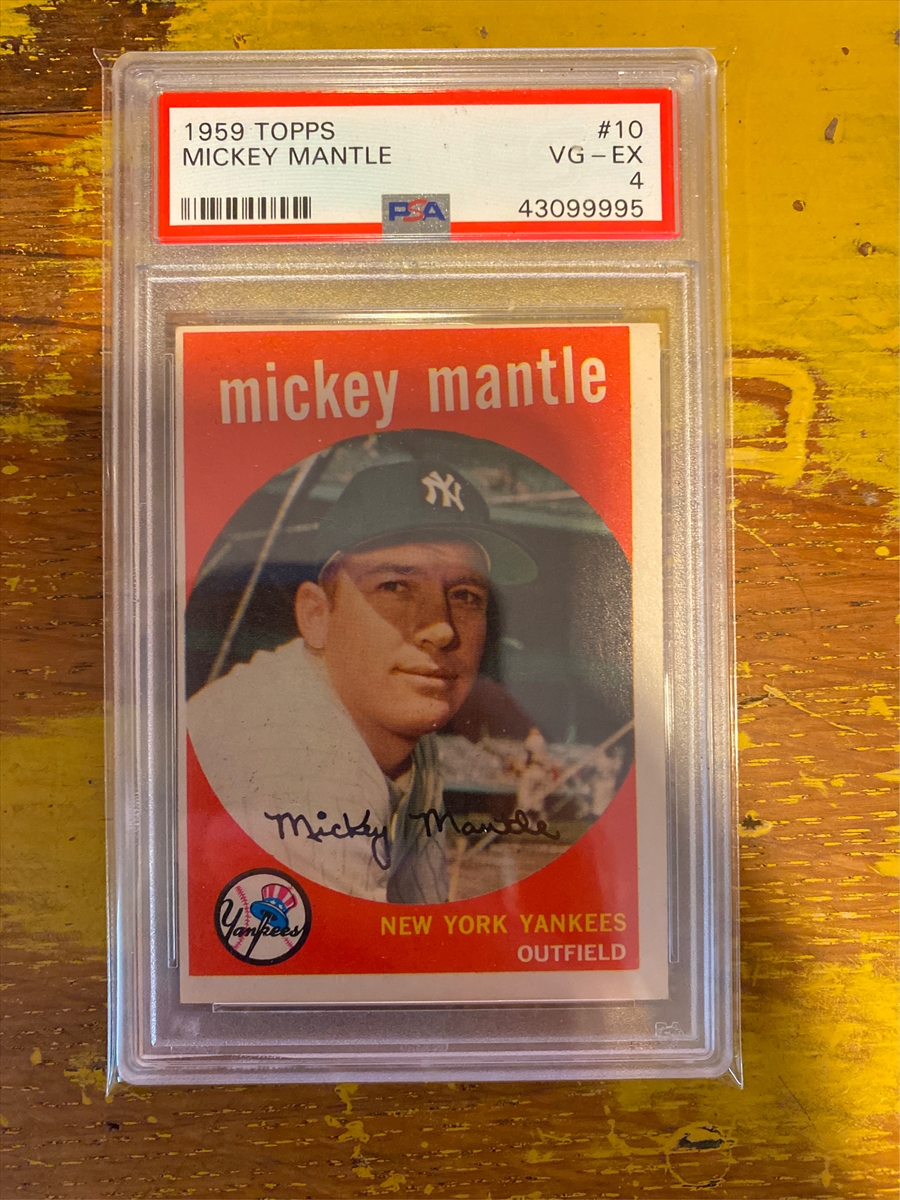 1959 TOPPS #10
MICKEY MANTLE VG-EX
4
PSA 43099995
mickey mantle
NY
Mickey Mantle
Yankees
NEW YORK YANKEES
OUTFIELD